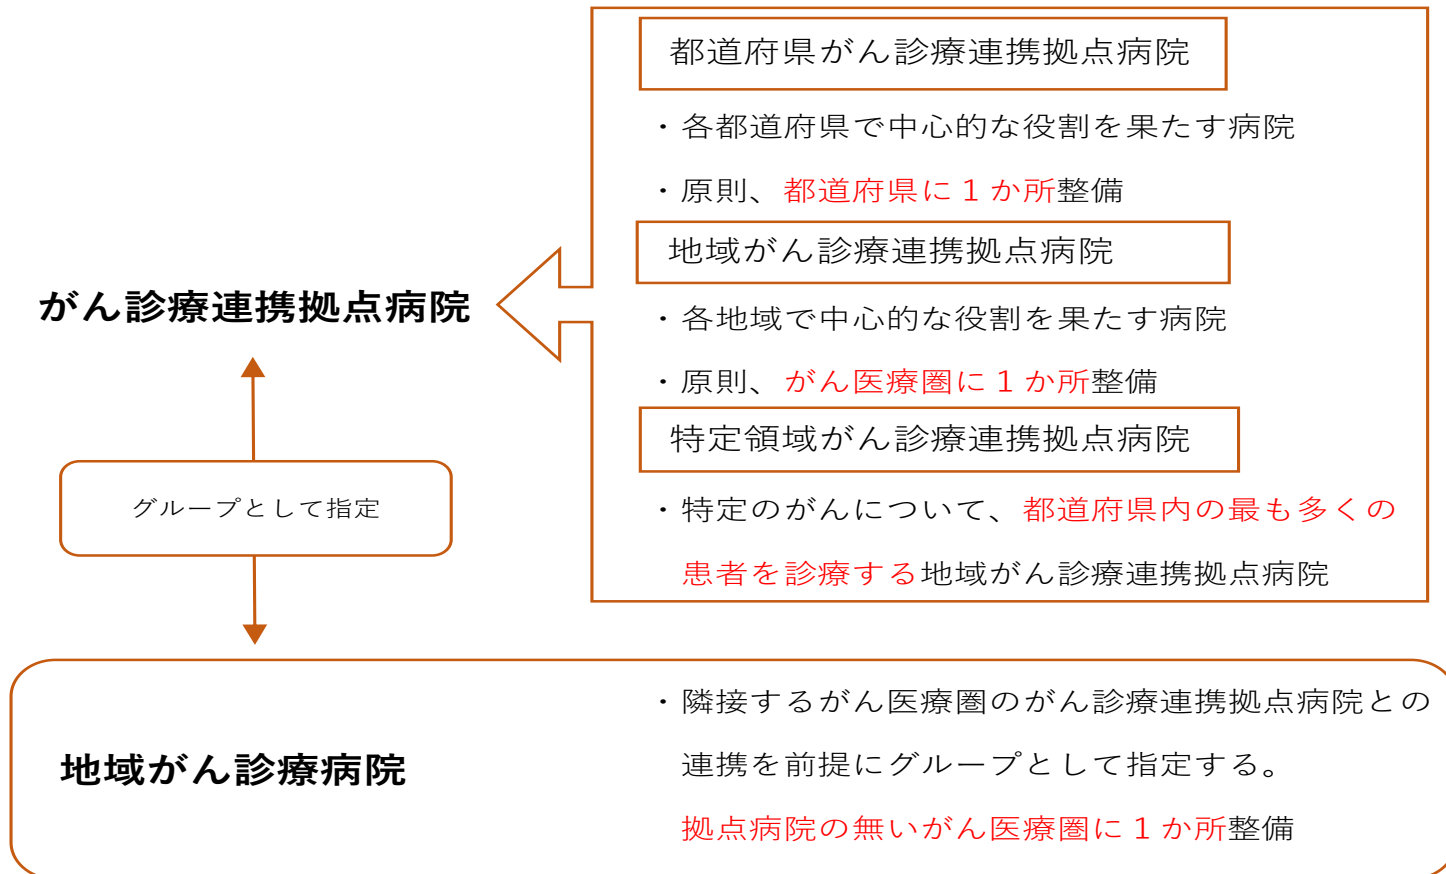 都道府県がん診療連携拠点病院
・各都道府県で中心的な役割を果たす病院
・原則、都道府県に１か所整備
地域がん診療連携拠点病院
・各地域で中心的な役割を果たす病院
・原則、がん医療圏に１か所整備
特定領域がん診療連携拠点病院
・特定のがんについて、都道府県内の最も多くの
患者を診療する地域がん診療連携拠点病院
がん診療連携拠点病院
グループとして指定
地域がん診療病院
・隣接するがん医療圏のがん診療連携拠点病院との
連携を前提にグループとして指定する。
拠点病院の無いがん医療圏に１か所整備